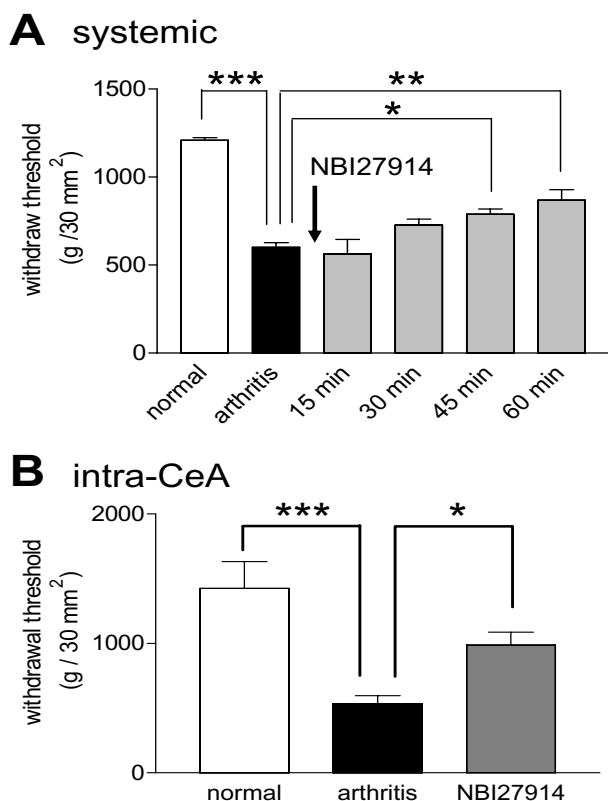 A systemic
withdraw threshold
(g /30 mm²)
1500
1000
500
0
***
**
*
NBI27914
normal
arthritis
15 min
30 min
45 min
60 min
B intra-CeA
withdrawal threshold
(g / 30 mm²)
2000
1000
0
***
*
normal
arthritis
NBI27914